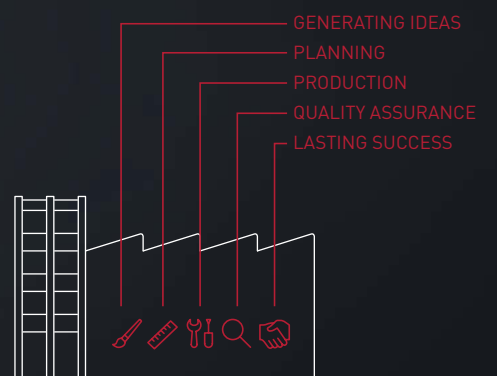 GENERATING IDEAS
PLANNING
PRODUCTION
QUALITY ASSURANCE
LASTING SUCCESS